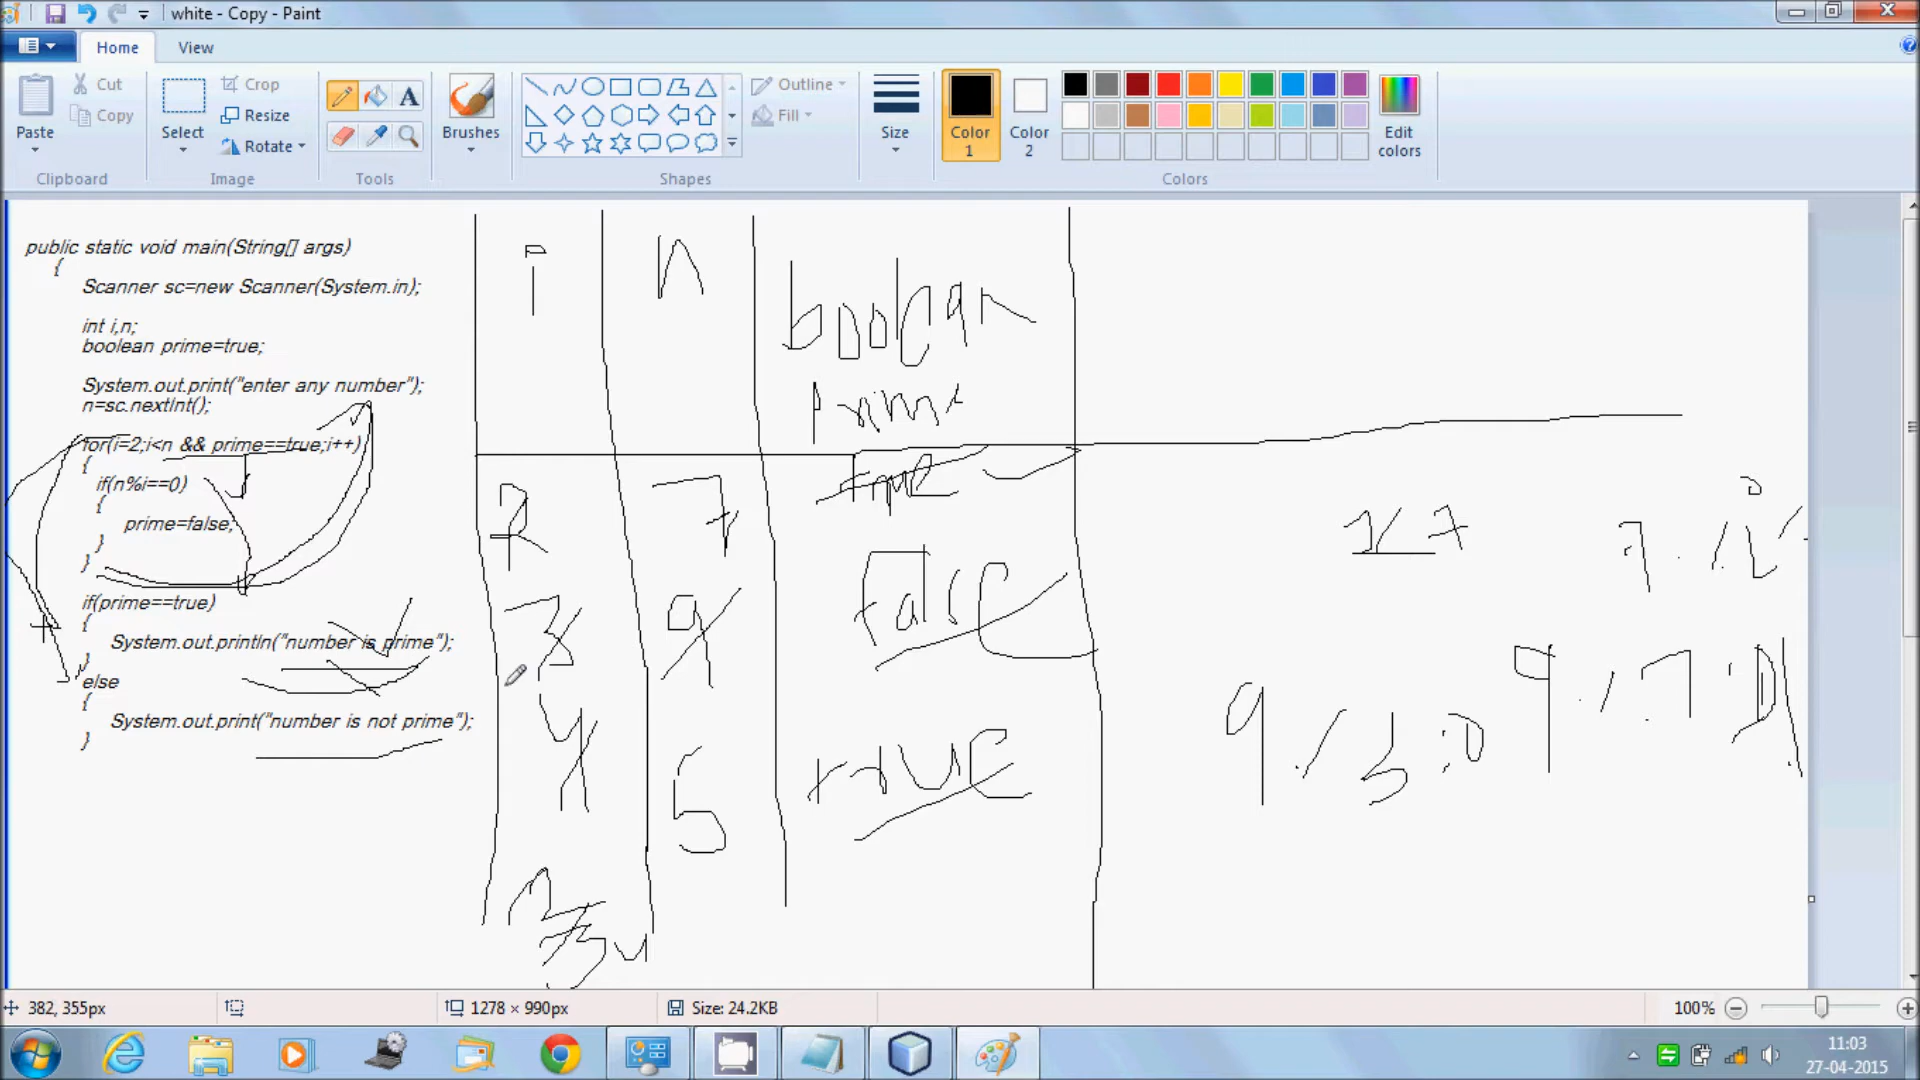 white - Copy - Paint
Home
View
Paste
Cut
Copy
Clipboard
Select
Crop
Resize
Rotate
Image
Tools
Brushes
Outline
Fill
Shapes
Size
Color 1
Color 2
Edit colors
Colors
public static void main(String[] args)
{
Scanner sc=new Scanner(System.in);
int i,n;
boolean prime=true;
System.out.print("enter any number");
n=sc.nextInt();
for(i=2;i<n && prime==true;i++)
{
if(n%i==0)
{
prime=false;
}
}
if(prime==true)
{
System.out.println("number is prime");
}
else
{
System.out.print("number is not prime");
}
i
n
boolean
prime
2
7
true
3
9
False
4
5
true
382, 355px
1278 × 990px
Size: 24.2KB
100%
11:03
27-04-2015